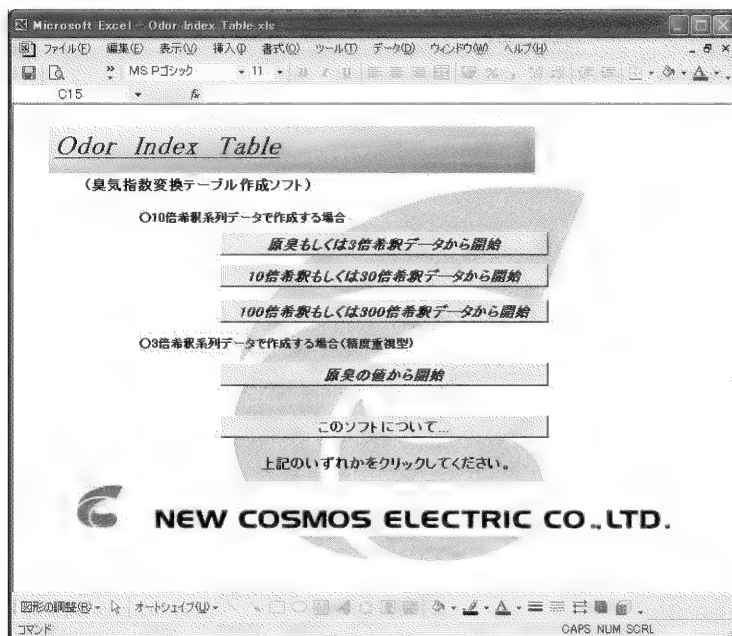 Microsoft Excel - Odor Index Table.xls
ファイル(F) 編集(E) 表示(V) 挿入(I) 書式(O) ツール(T) データ(D) ウィンドウ(W) ヘルプ(H)
MS Pゴシック 11 B I U
C15 fx
Odor Index Table
(臭気指数変換テーブル作成ソフト)
○10倍希釈系列データで作成する場合
原臭もしくは3倍希釈データから開始
10倍希釈もしくは30倍希釈データから開始
100倍希釈もしくは300倍希釈データから開始
○3倍希釈系列データで作成する場合(精度重視型)
原臭の値から開始
このソフトについて...
上記のいずれかをクリックしてください。
NEW COSMOS ELECTRIC CO.,LTD.
図形の調整(R) オートシェイプ(U)
コマンド CAPS NUM SCRL